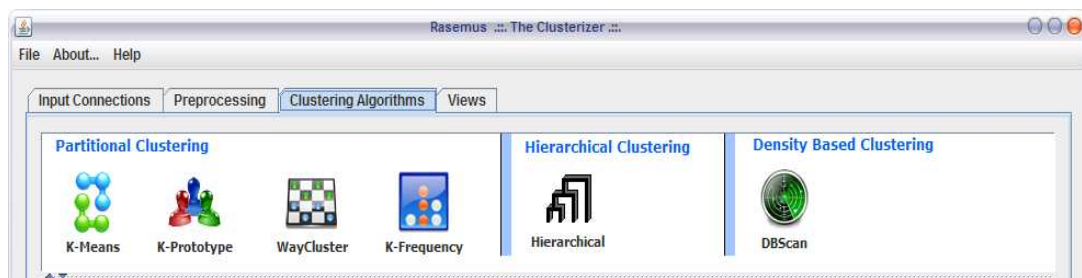 Rasemus .::. The Clusterizer .::.
File About... Help
Input Connections Preprocessing Clustering Algorithms Views
Partitional Clustering Hierarchical Clustering Density Based Clustering
K-Means K-Prototype WayCluster K-Frequency Hierarchical DBScan